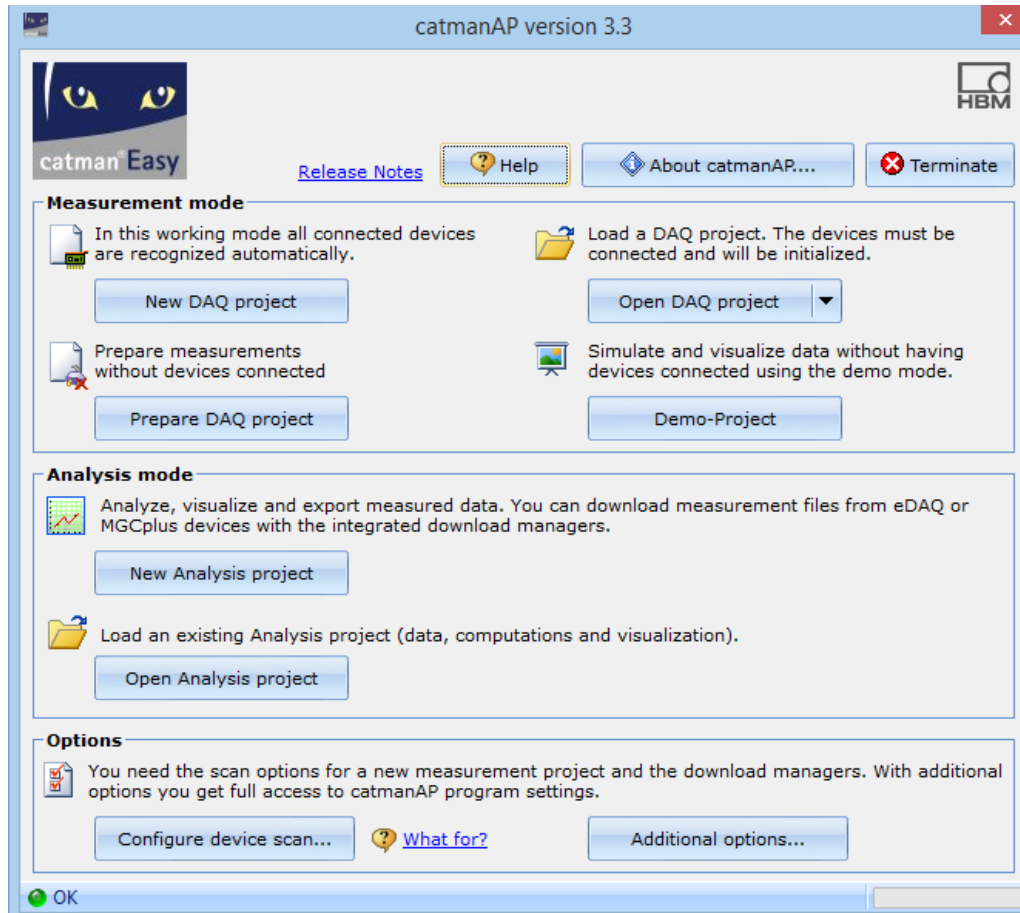 catmanAP version 3.3
HBM
catman®Easy
Release Notes
Help
About catmanAP....
Terminate
Measurement mode
In this working mode all connected devices
are recognized automatically.
New DAQ project
Load a DAQ project. The devices must be
connected and will be initialized.
Open DAQ project
Prepare measurements
without devices connected
Prepare DAQ project
Simulate and visualize data without having
devices connected using the demo mode.
Demo-Project
Analysis mode
Analyze, visualize and export measured data. You can download measurement files from eDAQ or
MGCplus devices with the integrated download managers.
New Analysis project
Load an existing Analysis project (data, computations and visualization).
Open Analysis project
Options
You need the scan options for a new measurement project and the download managers. With additional
options you get full access to catmanAP program settings.
Configure device scan...
What for?
Additional options...
OK